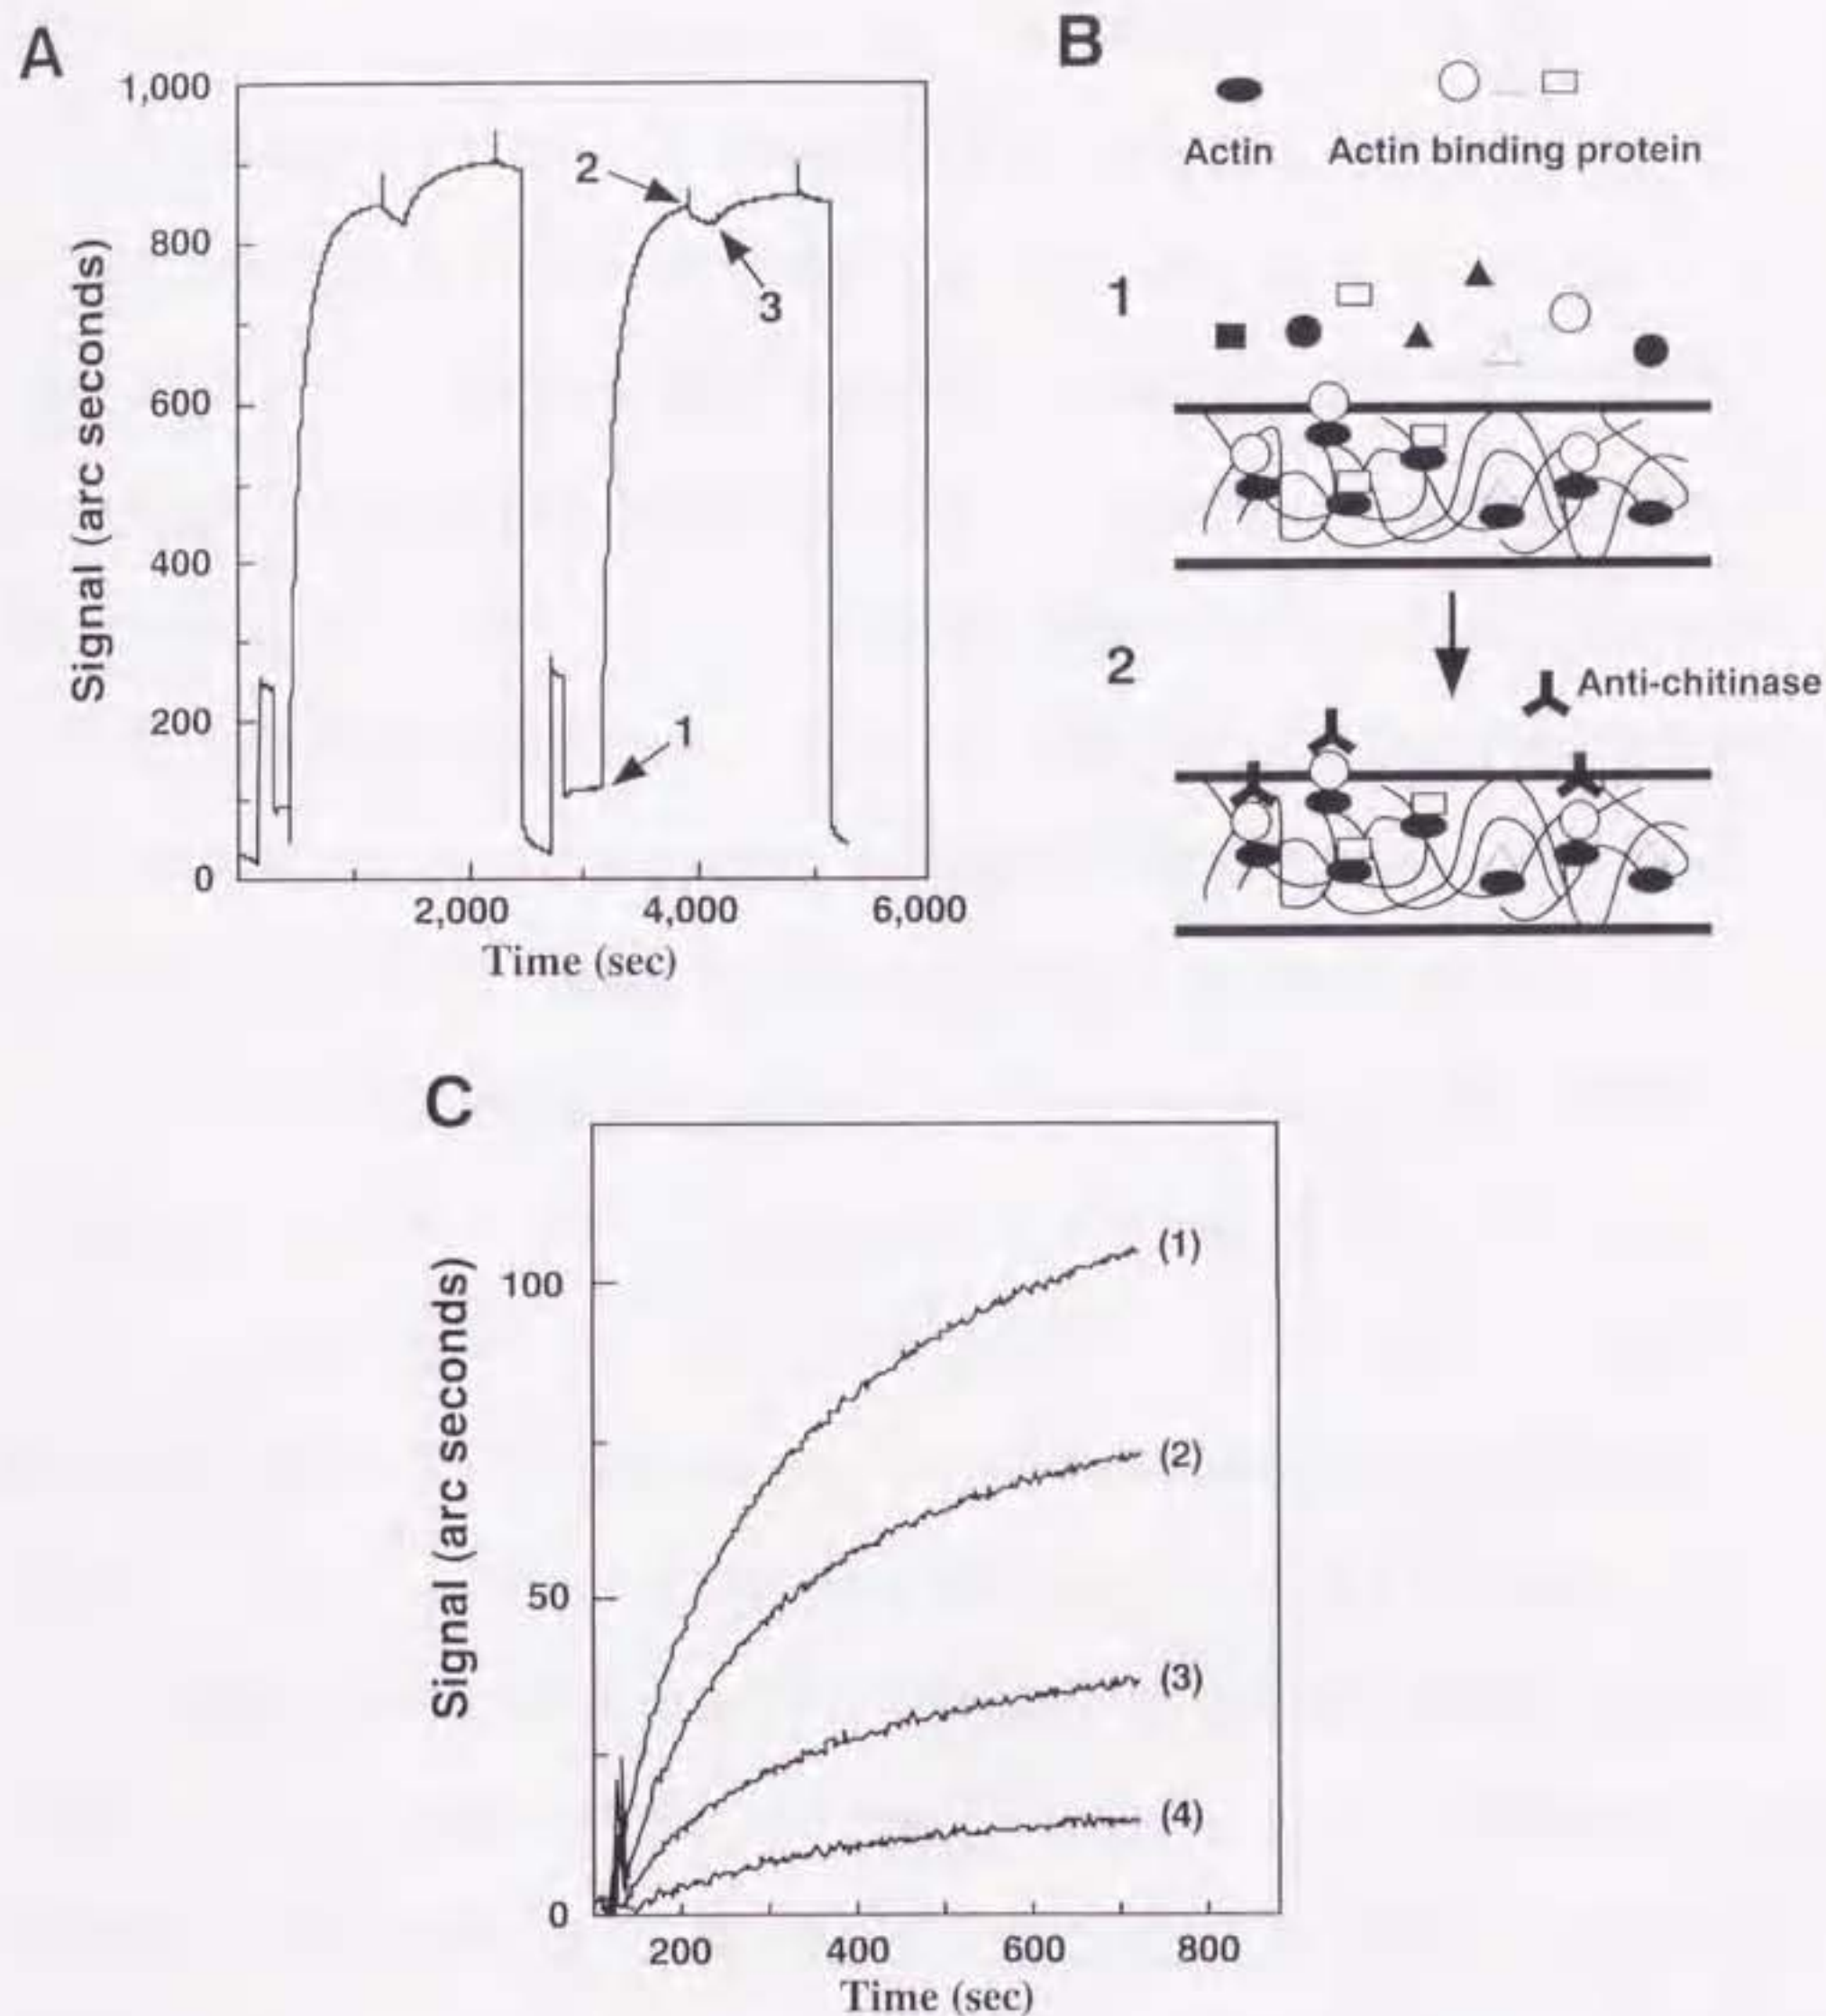 A
1,000
800
600
400
200
0
2,000 4,000 6,000
Signal (arc seconds)
Time (sec)
2
3
1
B
Actin Actin binding protein
1
2
Anti-chitinase
C
100
50
0
200 400 600 800
Signal (arc seconds)
Time (sec)
(1)
(2)
(3)
(4)